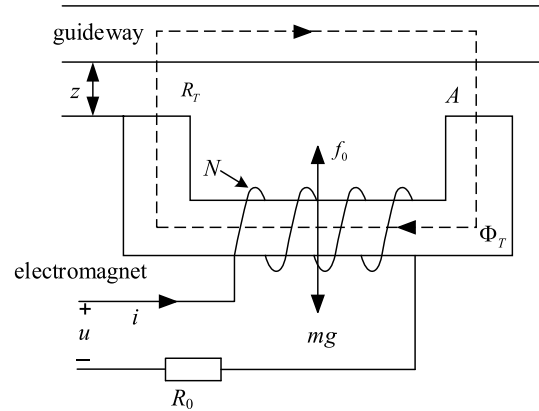 guideway
z
R_T
A
N
f_0
Φ_T
electromagnet
+
i
u
mg
−
R_0